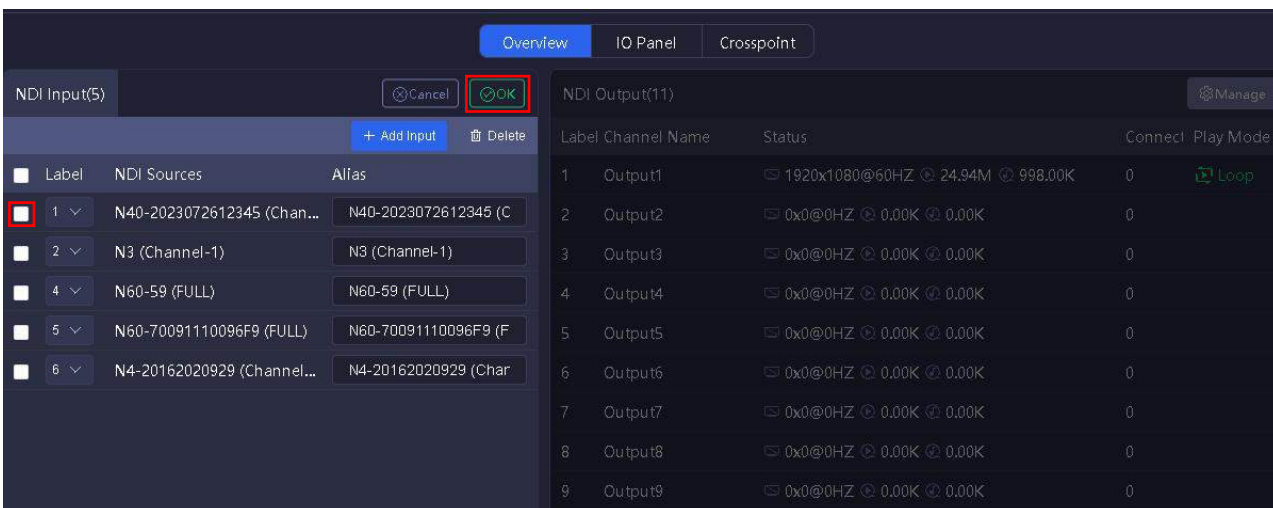 Overview IO Panel Crosspoint
NDI Input(5) Cancel OK
+ Add Input Delete
Label NDI Sources Alias
1 N40-2023072612345 (Chan... N40-2023072612345 (C
2 N3 (Channel-1) N3 (Channel-1)
4 N60-59 (FULL) N60-59 (FULL)
5 N60-70091110096F9 (FULL) N60-70091110096F9 (F
6 N4-20162020929 (Channel... N4-20162020929 (Char
NDI Output(11) Manage
Label Channel Name Status Connect Play Mode
1 Output1 1920x1080@60HZ 24.94M 998.00K 0 Loop
2 Output2 0x0@0HZ 0.00K 0.00K 0
3 Output3 0x0@0HZ 0.00K 0.00K 0
4 Output4 0x0@0HZ 0.00K 0.00K 0
5 Output5 0x0@0HZ 0.00K 0.00K 0
6 Output6 0x0@0HZ 0.00K 0.00K 0
7 Output7 0x0@0HZ 0.00K 0.00K 0
8 Output8 0x0@0HZ 0.00K 0.00K 0
9 Output9 0x0@0HZ 0.00K 0.00K 0